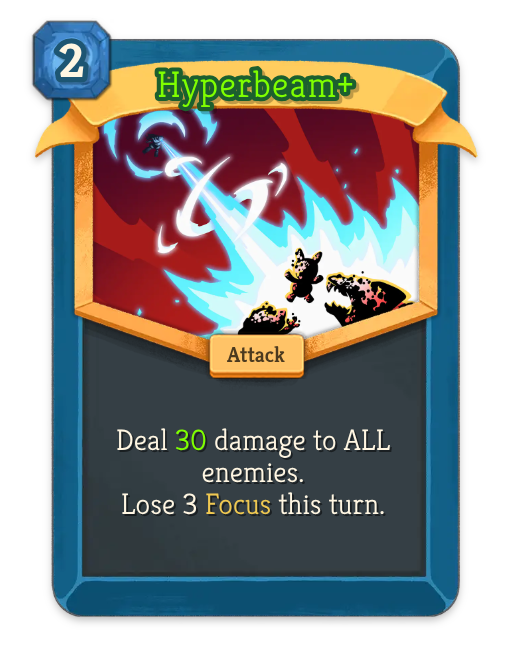 2
Hyperbeam+
Attack
Deal 30 damage to ALL
enemies.
Lose 3 Focus this turn.